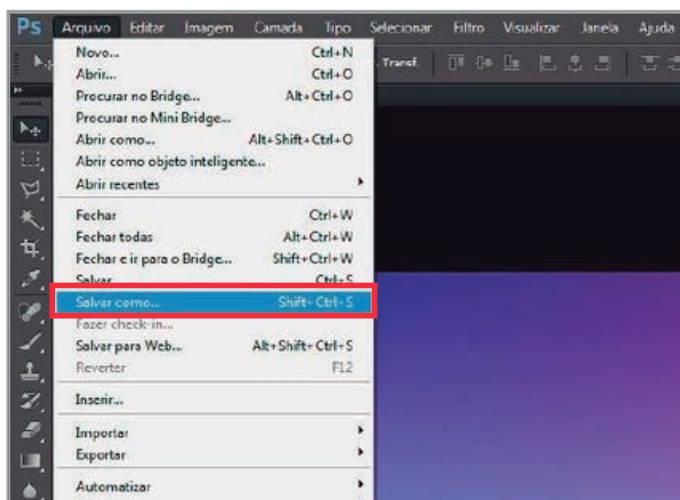 Ps Arquivo Editar Imagem Camada Tipo Selecionar Filtro Visualizar Janela Ajuda
. Transf.
Novo... Ctrl+N
Abrir... Ctrl+O
Procurar no Bridge... Alt+Ctrl+O
Procurar no Mini Bridge...
Abrir como... Alt+Shift+Ctrl+O
Abrir como objeto inteligente...
Abrir recentes
Fechar Ctrl+W
Fechar todas Alt+Ctrl+W
Fechar e ir para o Bridge... Shift+Ctrl+W
Salvar Ctrl+S
Salvar como... Shift+Ctrl+S
Fazer check-in...
Salvar para Web... Alt+Shift+Ctrl+S
Reverter F12
Inserir...
Importar
Exportar
Automatizar